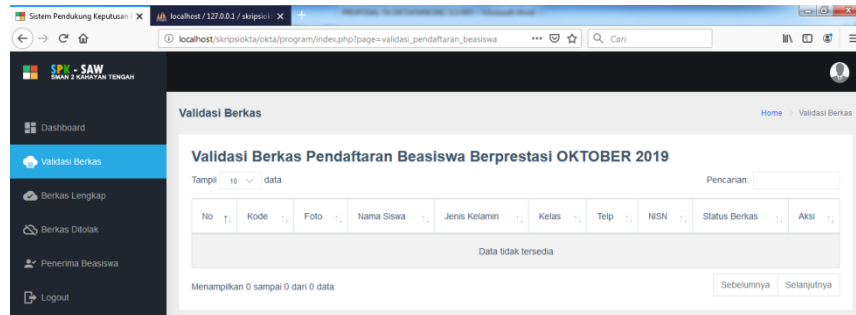 Sistem Pendukung Keputusan
localhost / 127.0.0.1 / skripsio
localhost/skripsiokta/okta/program/index.php?page=validasi_pendaftaran_beasiswa
Cari
SPK - SAW
SMAN 2 KAHAYAN TENGAH
Dashboard
Validasi Berkas
Berkas Lengkap
Berkas Ditolak
Penerima Beasiswa
Logout
Validasi Berkas
Home > Validasi Berkas
Validasi Berkas Pendaftaran Beasiswa Berprestasi OKTOBER 2019
Tampil 10 data
Pencarian:
No Kode Foto Nama Siswa Jenis Kelamin Kelas Telp NISN Status Berkas Aksi
Data tidak tersedia
Menampilkan 0 sampai 0 dari 0 data
Sebelumnya Selanjutnya